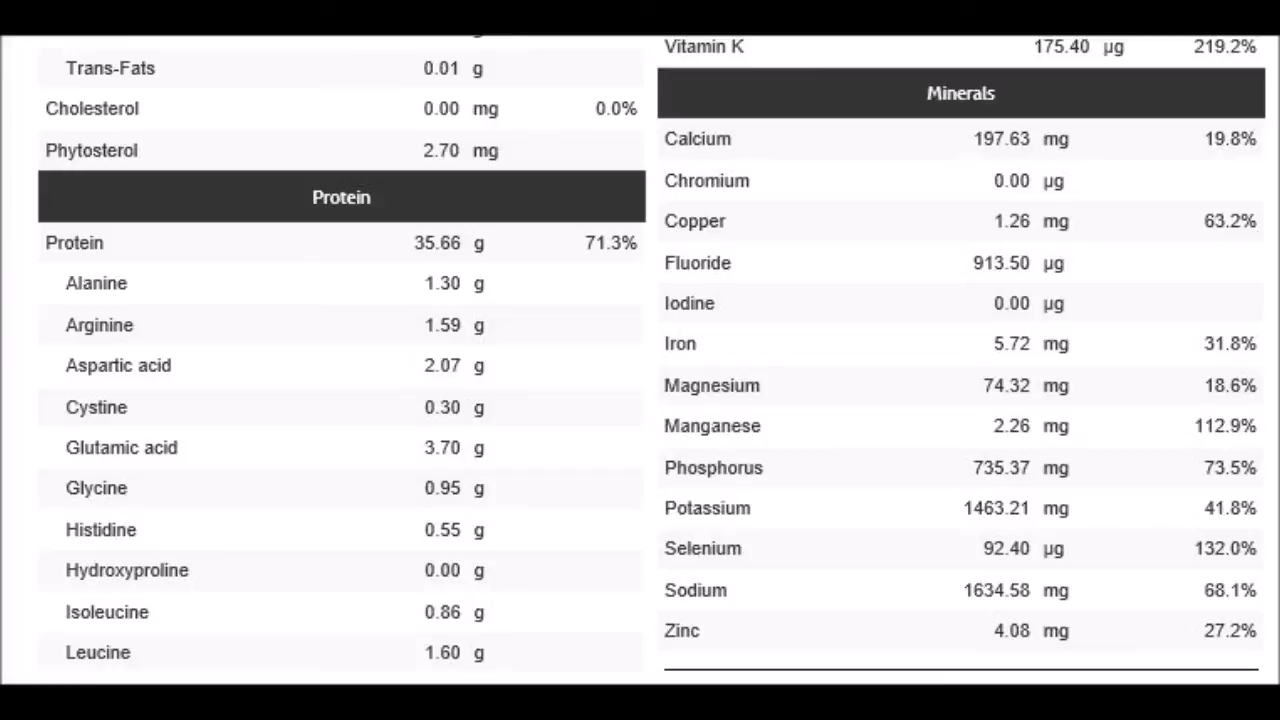 Trans-Fats 0.01 g
Cholesterol 0.00 mg 0.0%
Phytosterol 2.70 mg
Protein
Protein 35.66 g 71.3%
Alanine 1.30 g
Arginine 1.59 g
Aspartic acid 2.07 g
Cystine 0.30 g
Glutamic acid 3.70 g
Glycine 0.95 g
Histidine 0.55 g
Hydroxyproline 0.00 g
Isoleucine 0.86 g
Leucine 1.60 g
Vitamin K 175.40 µg 219.2%
Minerals
Calcium 197.63 mg 19.8%
Chromium 0.00 µg
Copper 1.26 mg 63.2%
Fluoride 913.50 µg
Iodine 0.00 µg
Iron 5.72 mg 31.8%
Magnesium 74.32 mg 18.6%
Manganese 2.26 mg 112.9%
Phosphorus 735.37 mg 73.5%
Potassium 1463.21 mg 41.8%
Selenium 92.40 µg 132.0%
Sodium 1634.58 mg 68.1%
Zinc 4.08 mg 27.2%